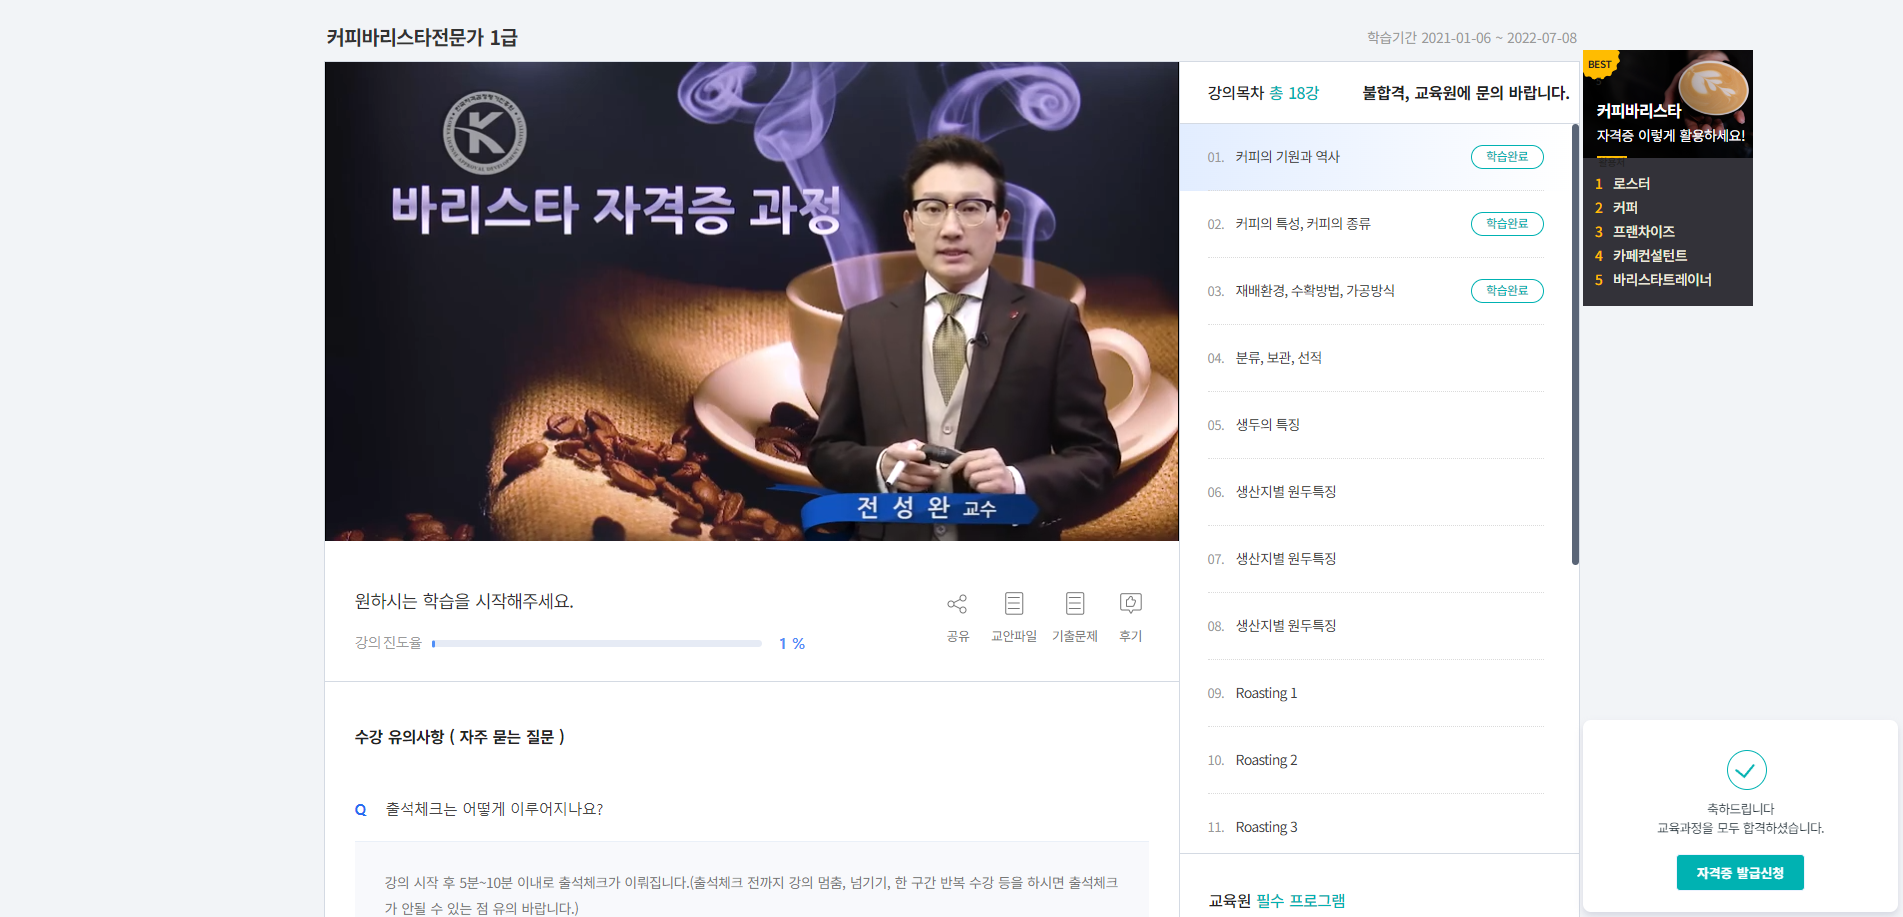 커피바리스타전문가 1급
학습기간 2021-01-06 ~ 2022-07-08
바리스타 자격증 과정
전 성 완 교수
강의목차 총 18강
불합격, 교육원에 문의 바랍니다.
01. 커피의 기원과 역사 학습완료
02. 커피의 특성, 커피의 종류 학습완료
03. 재배환경, 수확방법, 가공방식 학습완료
04. 분류, 보관, 선적
05. 생두의 특징
06. 생산지별 원두특징
07. 생산지별 원두특징
08. 생산지별 원두특징
09. Roasting 1
10. Roasting 2
11. Roasting 3
교육원 필수 프로그램
원하시는 학습을 시작해주세요.
강의 진도율 1 %
공유 교안파일 기출문제 후기
수강 유의사항 ( 자주 묻는 질문 )
Q 출석체크는 어떻게 이루어지나요?
강의 시작 후 5분~10분 이내로 출석체크가 이뤄집니다.(출석체크 전까지 강의 멈춤, 넘기기, 한 구간 반복 수강 등을 하시면 출석체크
가 안될 수 있는 점 유의 바랍니다.)
BEST
커피바리스타
자격증 이렇게 활용하세요!
1 로스터
2 커퍼
3 프랜차이즈
4 카페컨설턴트
5 바리스타트레이너
축하드립니다
교육과정을 모두 합격하셨습니다.
자격증 발급신청